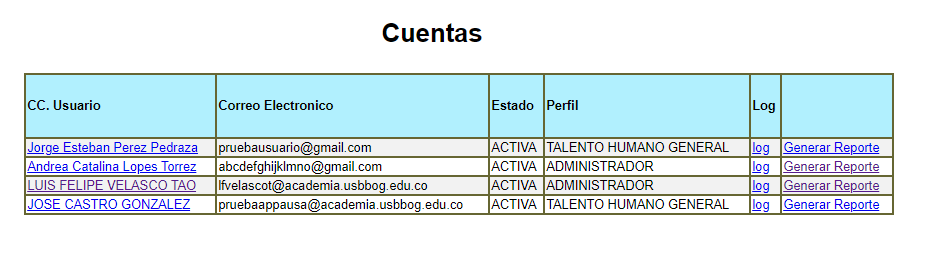 Cuentas
CC. Usuario Correo Electronico Estado Perfil Log
Jorge Esteban Perez Pedraza pruebausuario@gmail.com ACTIVA TALENTO HUMANO GENERAL log Generar Reporte
Andrea Catalina Lopes Torrez abcdefghijklmno@gmail.com ACTIVA ADMINISTRADOR log Generar Reporte
LUIS FELIPE VELASCO TAO lfvelascot@academia.usbbog.edu.co ACTIVA ADMINISTRADOR log Generar Reporte
JOSE CASTRO GONZALEZ pruebaappausa@academia.usbbog.edu.co ACTIVA TALENTO HUMANO GENERAL log Generar Reporte